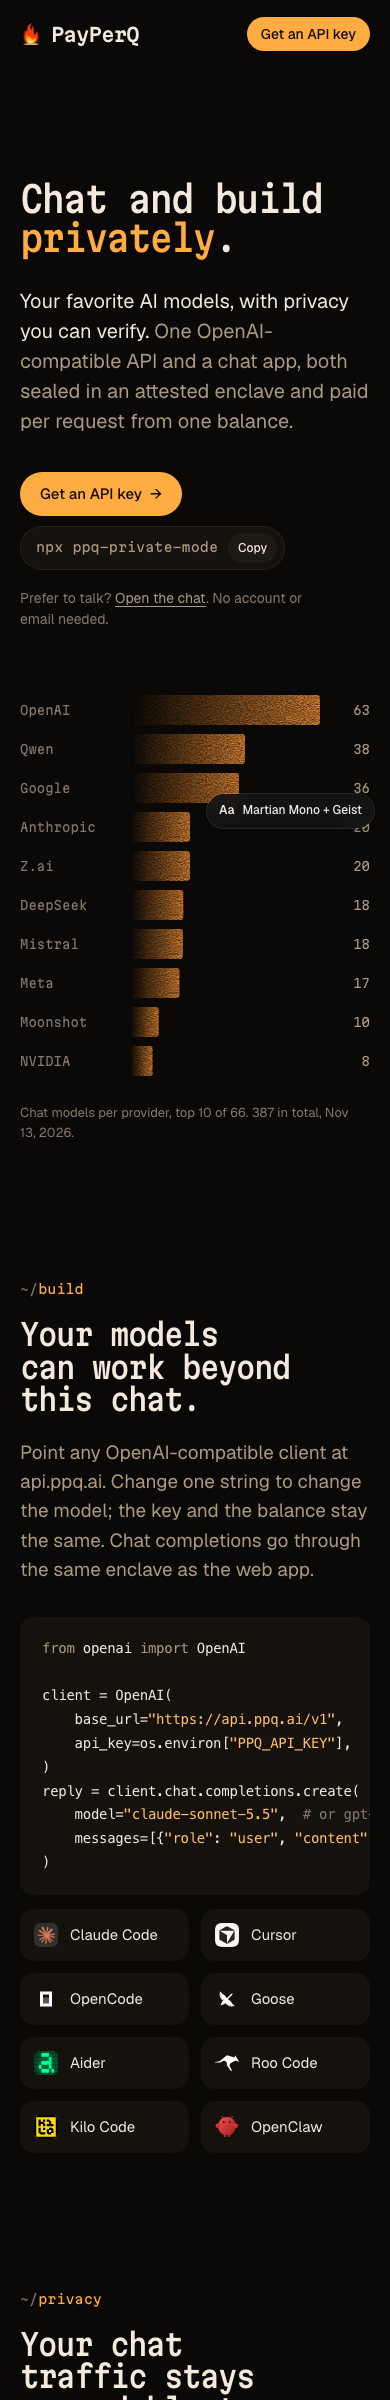 PayPerQ
Get an API key
Chat and build
privately.
Your favorite AI models, with privacy
you can verify. One OpenAI-
compatible API and a chat app, both
sealed in an attested enclave and paid
per request from one balance.
Get an API key →
npx ppq-private-mode Copy
Prefer to talk? Open the chat. No account or
email needed.
OpenAI 63
Qwen 38
Google 36
Aa Martian Mono + Geist
Anthropic 20
Z.ai 20
DeepSeek 18
Mistral 18
Meta 17
Moonshot 10
NVIDIA 8
Chat models per provider, top 10 of 66. 387 in total, Nov
13, 2026.
~/build
Your models
can work beyond
this chat.
Point any OpenAI-compatible client at
api.ppq.ai. Change one string to change
the model; the key and the balance stay
the same. Chat completions go through
the same enclave as the web app.
from openai import OpenAI
client = OpenAI(
base_url="https://api.ppq.ai/v1",
api_key=os.environ["PPQ_API_KEY"],
)
reply = client.chat.completions.create(
model="claude-sonnet-5.5", # or gpt-
messages=[{"role": "user", "content"
)
Claude Code
Cursor
OpenCode
Goose
Aider
Roo Code
Kilo Code
OpenClaw
~/privacy
Your chat
traffic stays